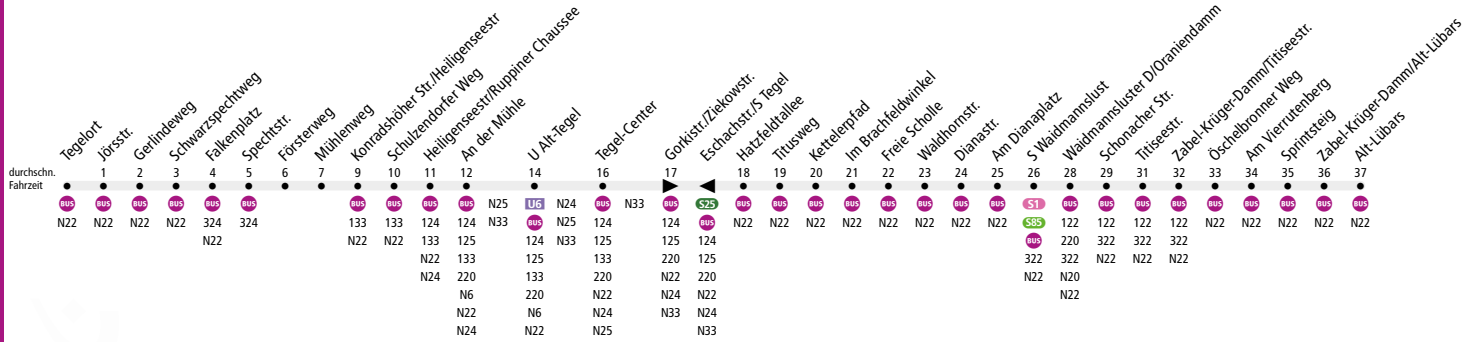 Tegelort
Jörsstr.
Gerlindeweg
Schwarzspechtweg
Falkenplatz
Spechtstr.
Försterweg
Mühlenweg
Konradshöher Str./Heiligenseestr
Schulzendorfer Weg
Heiligenseestr/Ruppiner Chaussee
An der Mühle
U Alt-Tegel
Tegel-Center
Gorkistr./Ziekowstr.
Eschachstr./S Tegel
Hatzfeldtallee
Titusweg
Kettelerpfad
Im Brachfeldwinkel
Freie Scholle
Waldhornstr.
Dianastr.
Am Dianaplatz
S Waidmannslust
Waidmannsluster D/Oraniendamm
Schonacher Str.
Titiseestr.
Zabel-Krüger-Damm/Titiseestr.
Öschelbronner Weg
Am Vierrutenberg
Sprintsteig
Zabel-Krüger-Damm/Alt-Lübars
Alt-Lübars
durchschn. 1 2 3 4 5 6 7 9 10 11 12 14 16 17 18 19 20 21 22 23 24 25 26 28 29 31 32 33 34 35 36 37
Fahrzeit
BUS BUS BUS BUS BUS BUS BUS BUS BUS BUS N25 U6 N24 BUS N33 BUS S25 BUS BUS BUS BUS BUS BUS BUS BUS S1 BUS BUS BUS BUS BUS BUS BUS BUS BUS
N22 N22 N22 N22 324 324 133 133 124 124 N33 BUS N25 124 124 BUS N22 N22 N22 N22 N22 N22 N22 N22 S85 122 122 122 122 N22 N22 N22 N22 N22
N22 N22 N22 133 125 124 N33 125 125 124 BUS 220 322 322 322
N22 133 125 133 220 125 322 322 N22 N22 N22
N24 220 133 220 N22 220 N22 N20
N6 220 N22 N24 N22 N22
N22 N6 N24 N33 N24
N24 N22 N25 N33